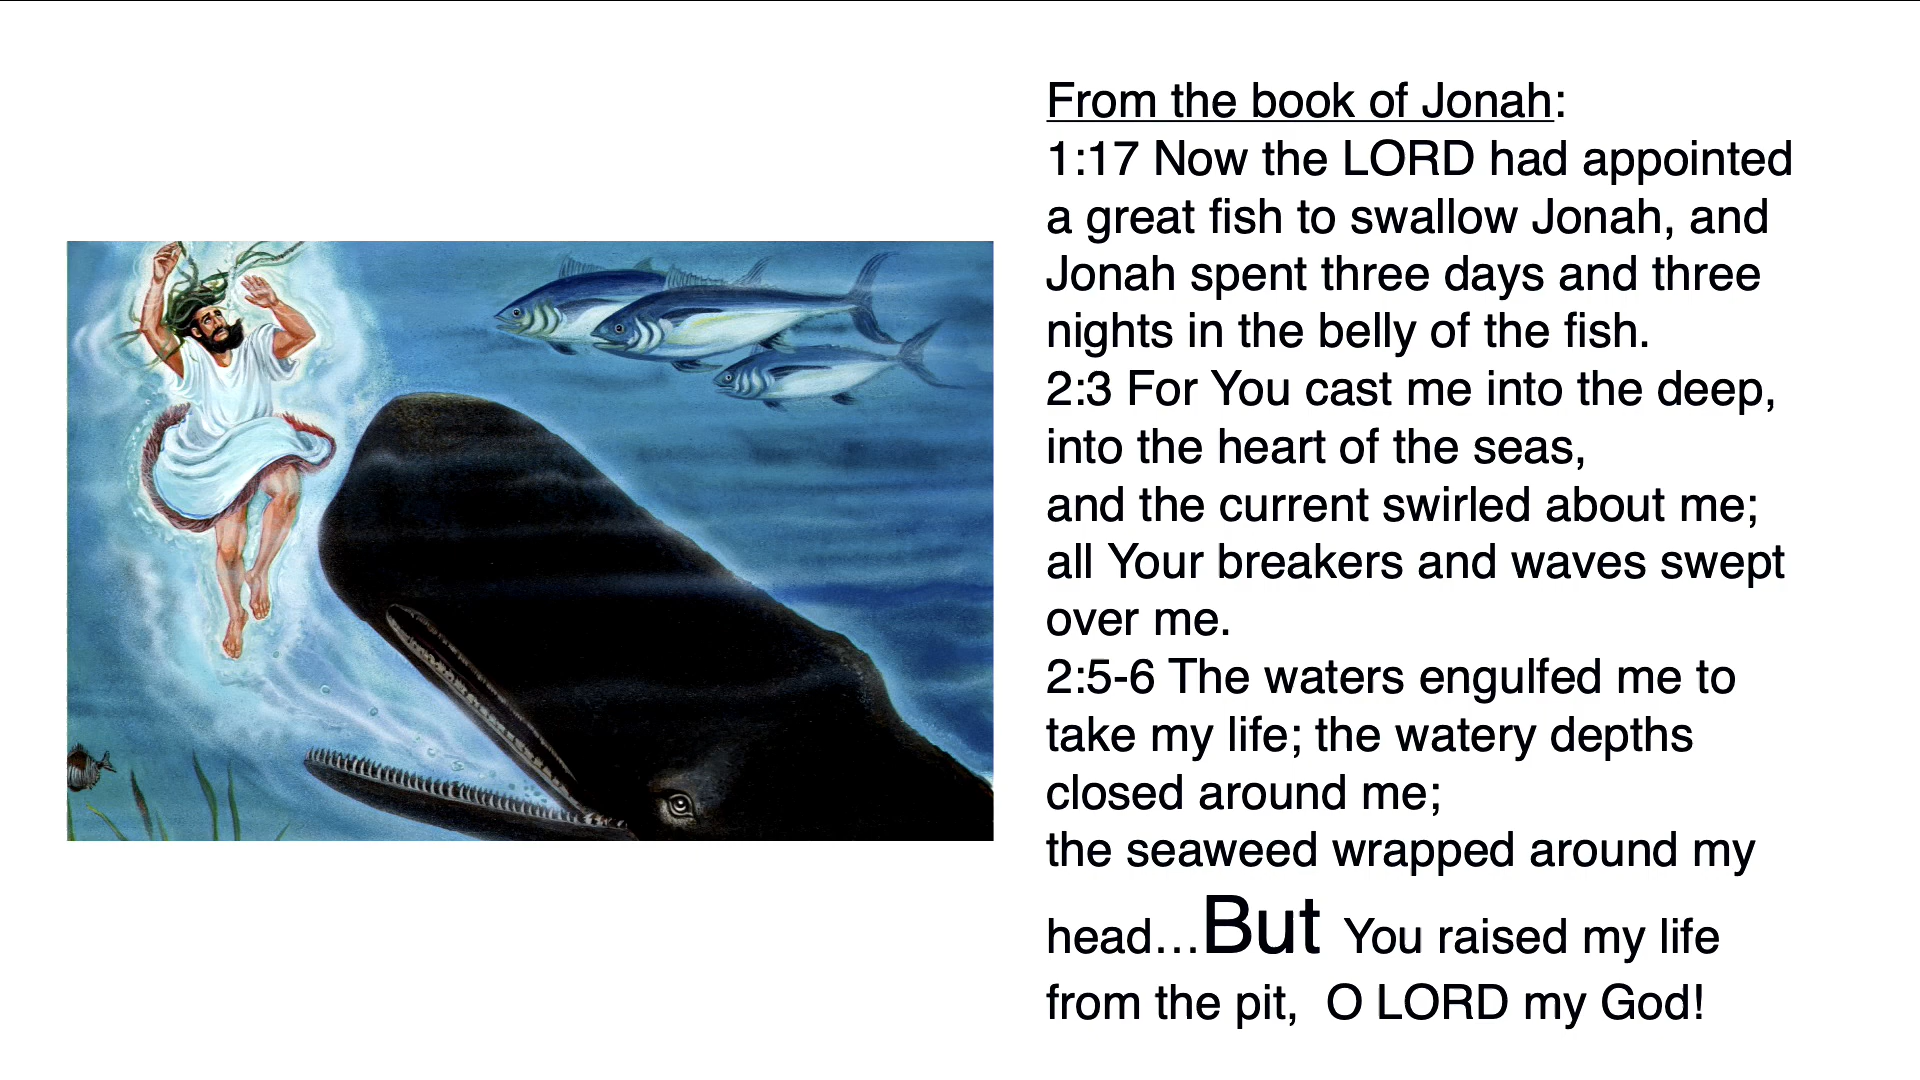 From the book of Jonah:
1:17 Now the LORD had appointed
a great fish to swallow Jonah, and
Jonah spent three days and three
nights in the belly of the fish.
2:3 For You cast me into the deep,
into the heart of the seas,
and the current swirled about me;
all Your breakers and waves swept
over me.
2:5-6 The waters engulfed me to
take my life; the watery depths
closed around me;
the seaweed wrapped around my
head…But You raised my life
from the pit, O LORD my God!